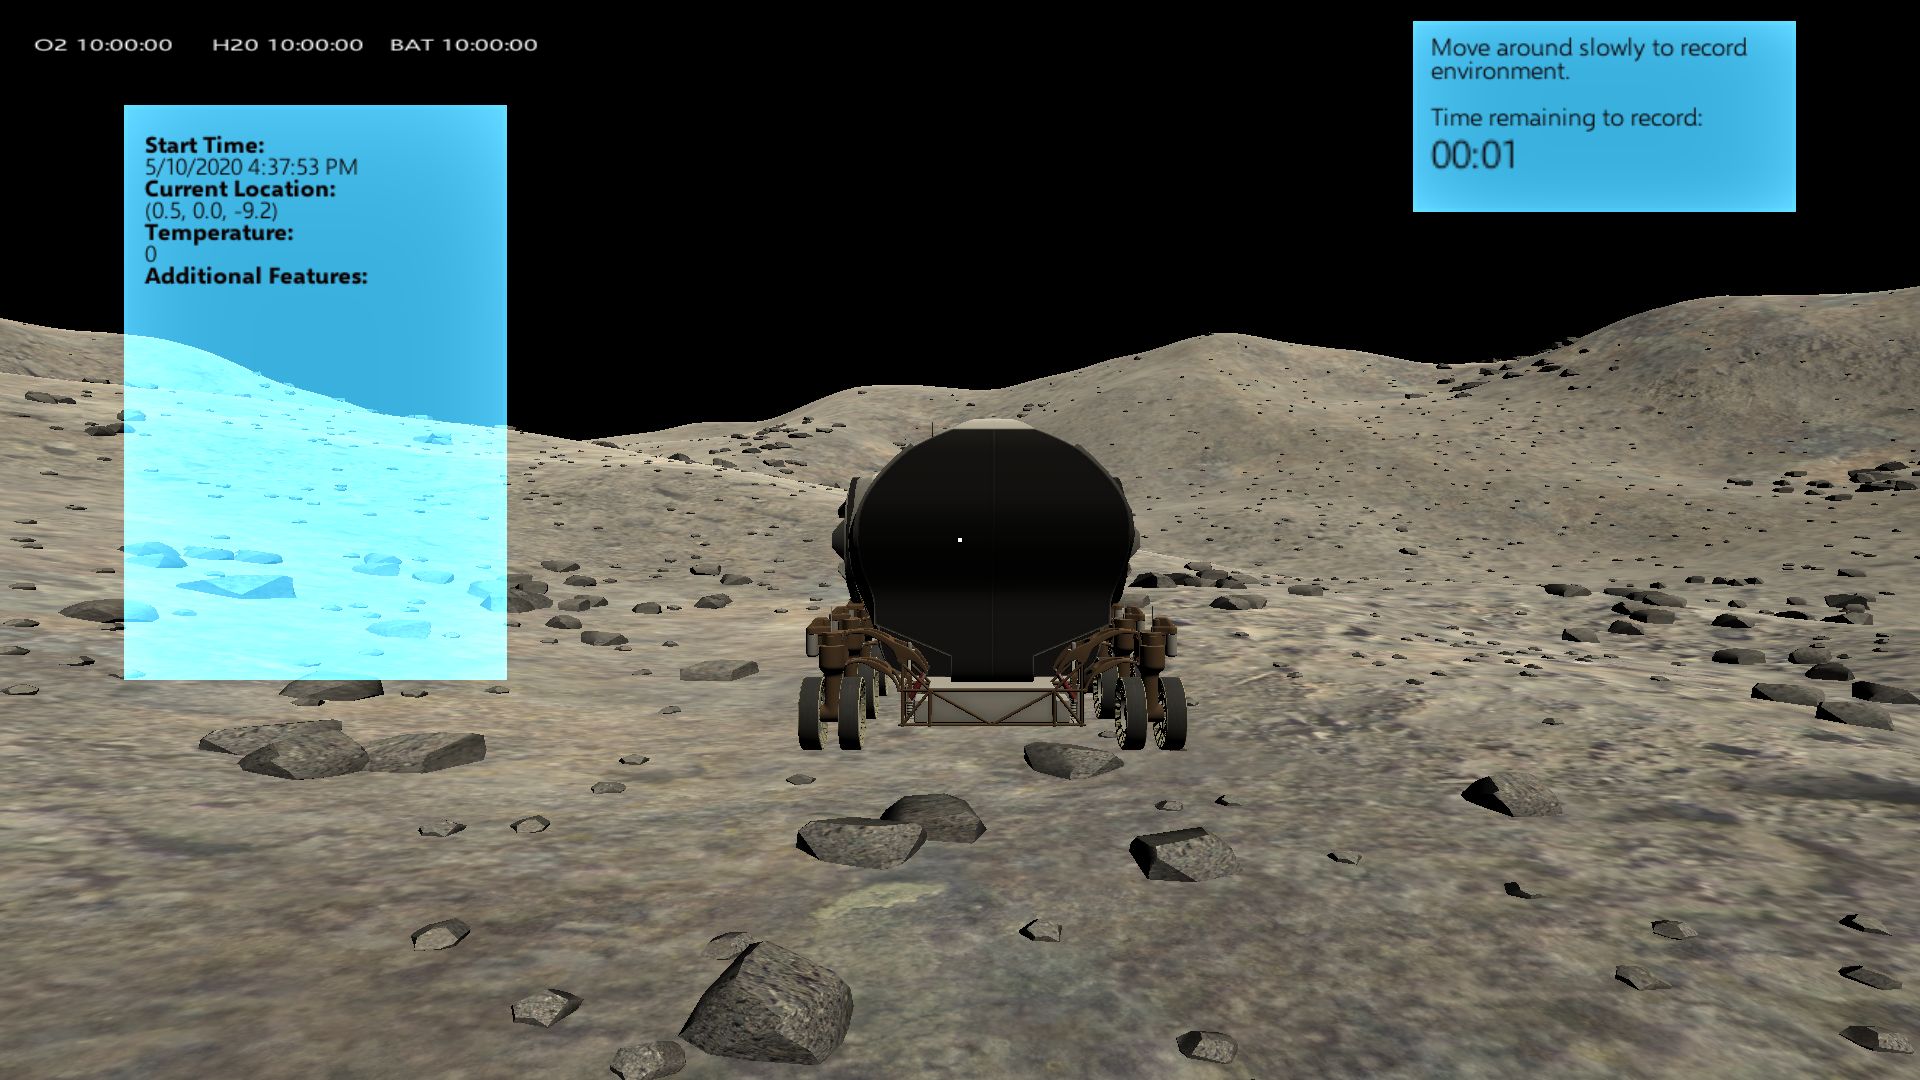 O2 10:00:00 H20 10:00:00 BAT 10:00:00
Move around slowly to record
environment.
Time remaining to record:
00:01
Start Time:
5/10/2020 4:37:53 PM
Current Location:
(0.5, 0.0, -9.2)
Temperature:
0
Additional Features: